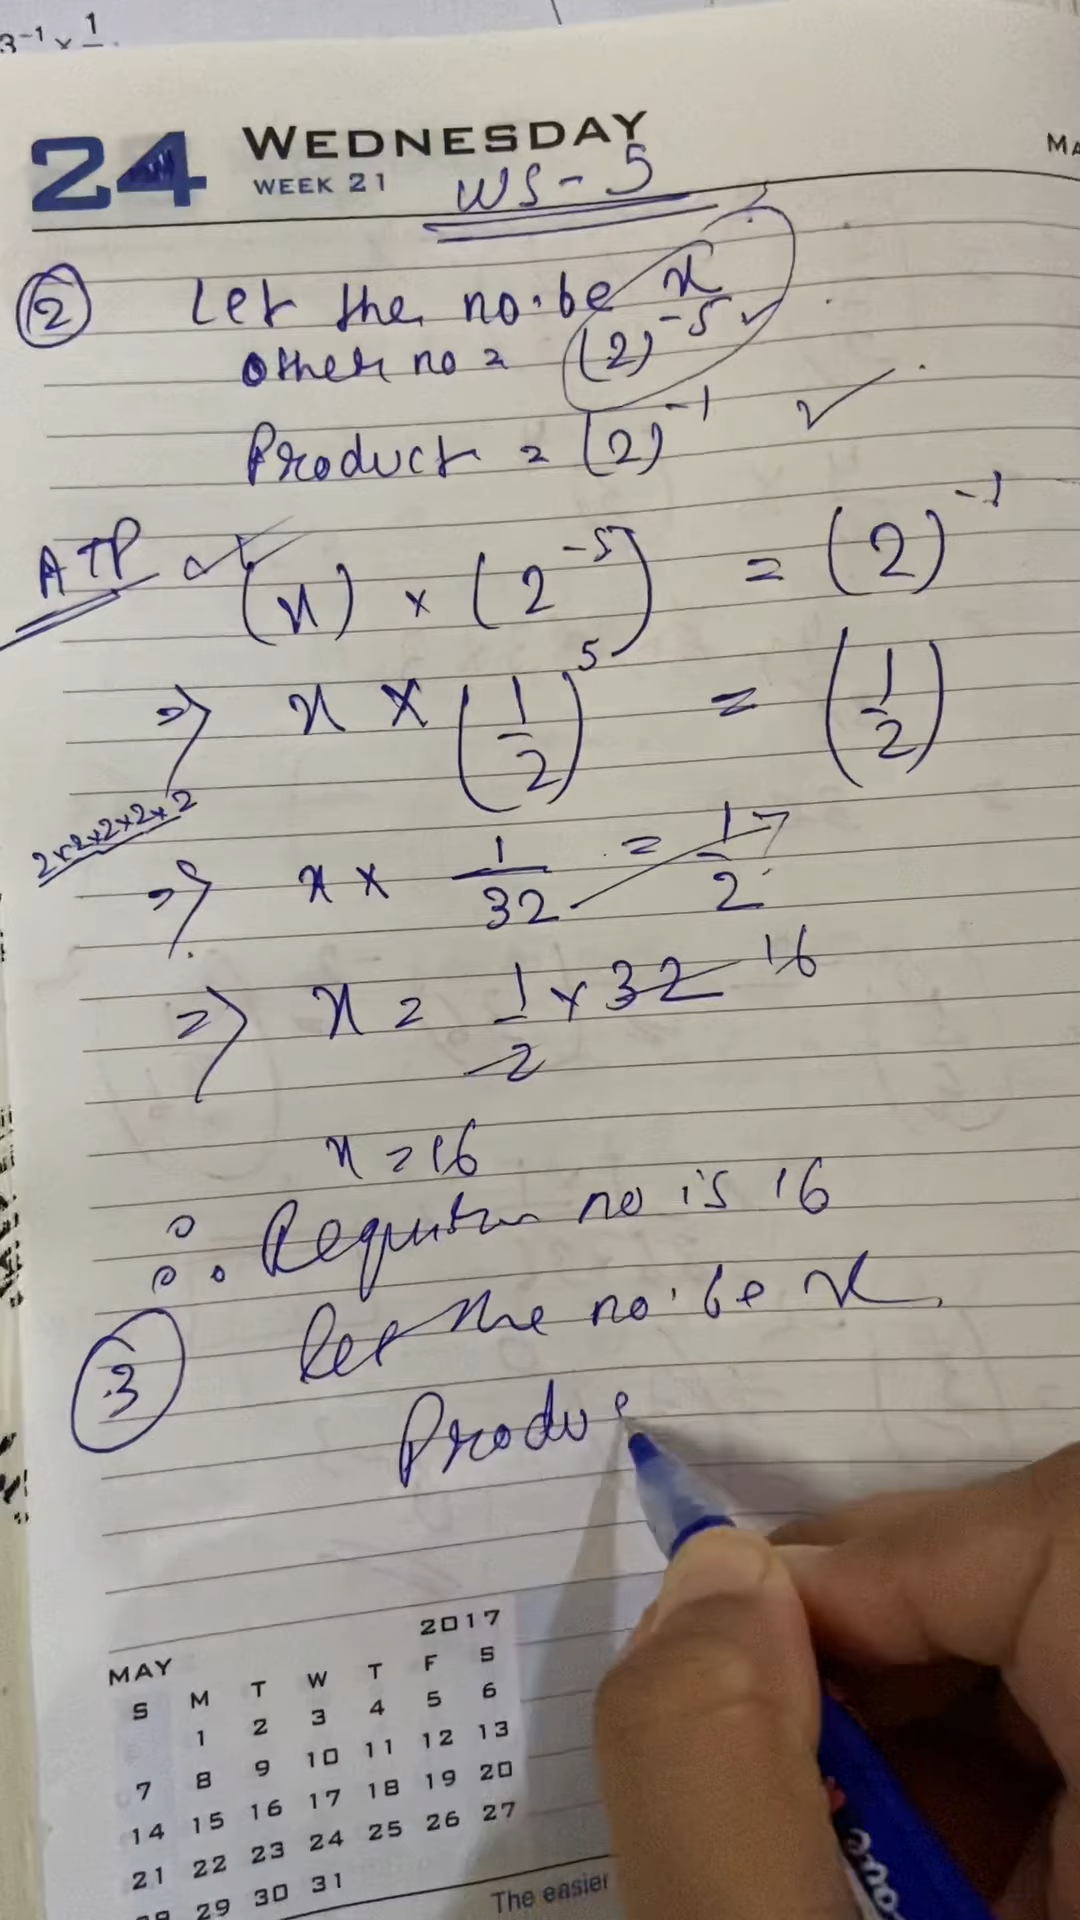 3⁻¹ × 1
24 WEDNESDAY
WEEK 21
MA
WS - 5
② Let the no. be x
Other no = (2)⁻⁵ ✓
Product = (2)⁻¹ ✓
ATP (x) × (2⁻⁵) = (2)⁻¹
⇒ x × (1/2)⁵ = (1/2)
2×2×2×2×2
⇒ x × 1/32 = 1/2
⇒ x = 1/2 × 32 16
x = 16
∴ no is 16
③ Let the no. be x
Produ
2017
MAY
S M T W T F S
1 2 3 4 5 6
7 8 9 10 11 12 13
14 15 16 17 18 19 20
21 22 23 24 25 26 27
29 30 31
The easier